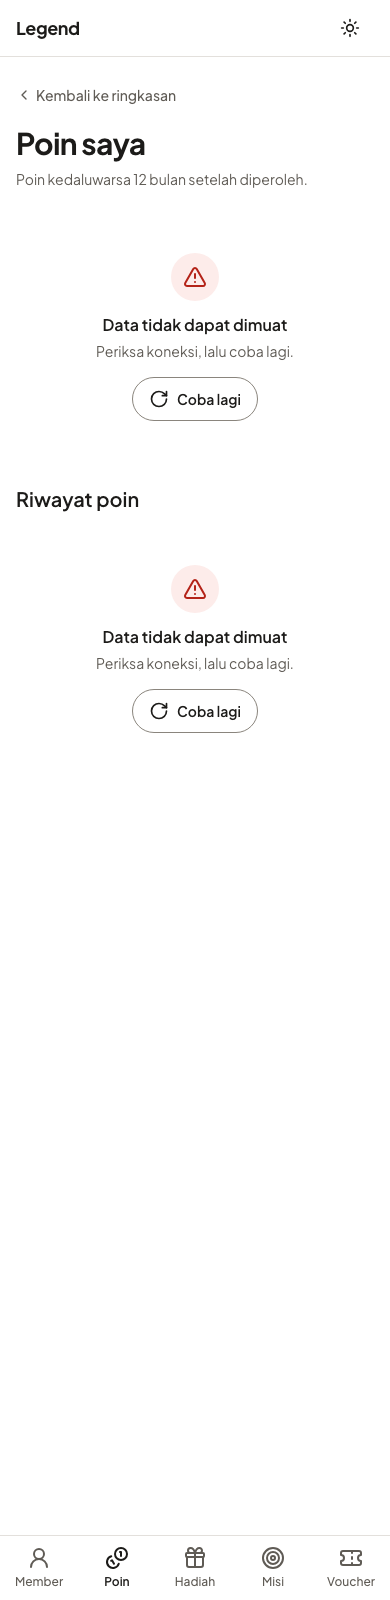 Legend
Kembali ke ringkasan
Poin saya
Poin kedaluwarsa 12 bulan setelah diperoleh.
Data tidak dapat dimuat
Periksa koneksi, lalu coba lagi.
Coba lagi
Riwayat poin
Data tidak dapat dimuat
Periksa koneksi, lalu coba lagi.
Coba lagi
Member Poin Hadiah Misi Voucher